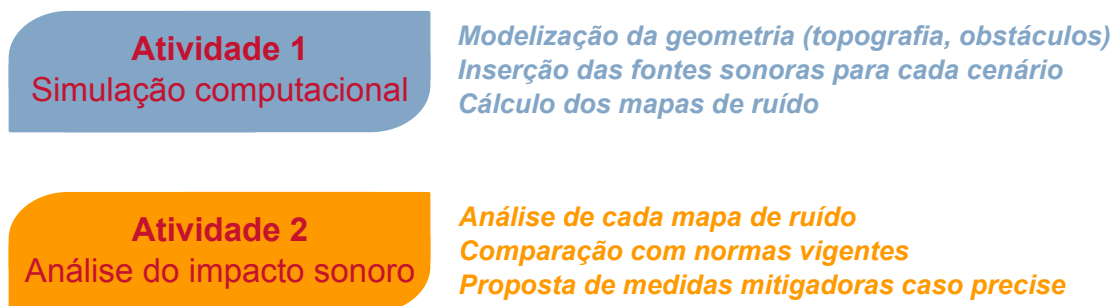 Atividade 1
Simulação computacional
Modelização da geometria (topografia, obstáculos)
Inserção das fontes sonoras para cada cenário
Cálculo dos mapas de ruído
Atividade 2
Análise do impacto sonoro
Análise de cada mapa de ruído
Comparação com normas vigentes
Proposta de medidas mitigadoras caso precise